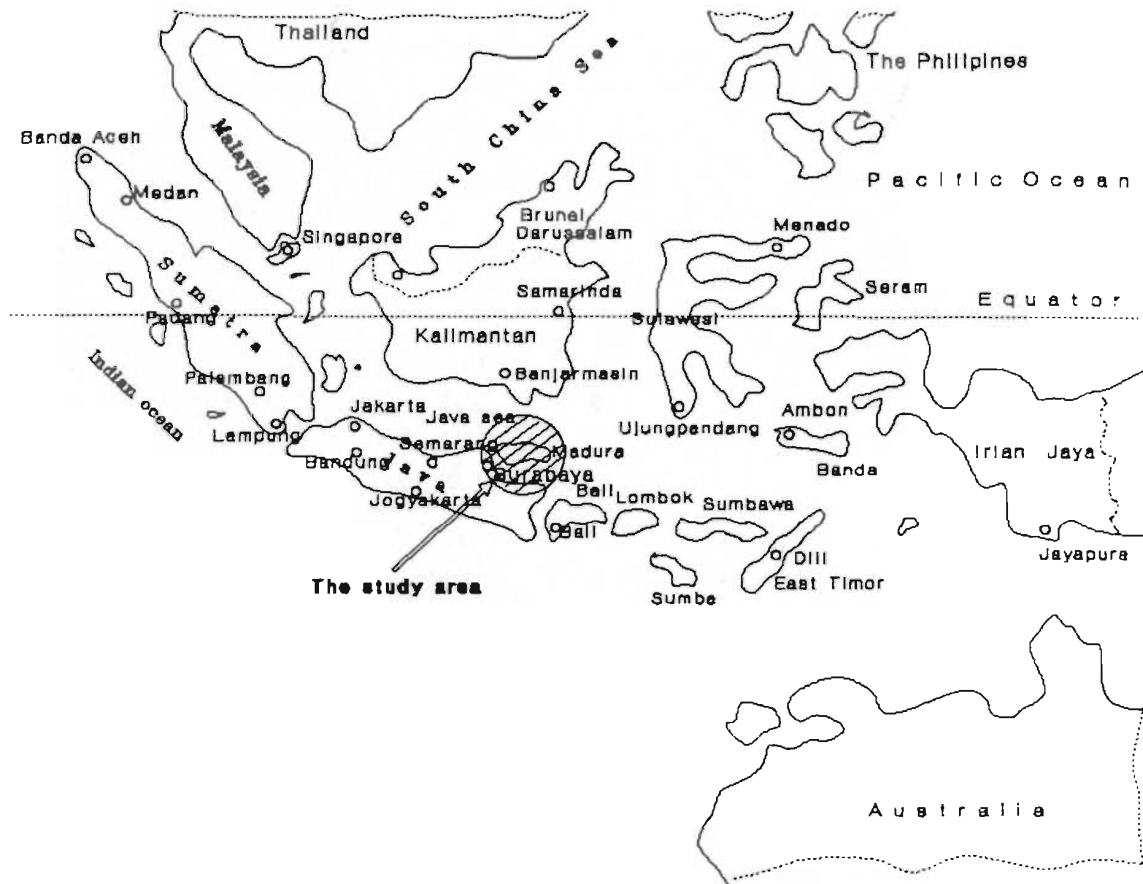 Thailand
The Philipines
South China Sea
Malaysia
Banda Aceh
Medan
Pacific Ocean
Brunei
Darussalam
Menado
Singapore
Sumatra
Samarinda
Seram
Equator
Padang
Sulawesi
Kalimantan
Indian ocean
Palembang
Banjarmasin
Jakarta
Java sea
Ambon
Lampung
Semarang
Ujungpandang
Bandung
Java
Madura
Banda
Irian Jaya
Surabaya
Jogyakarta
Bali
Lombok
Sumbawa
Bali
Dili
Jayapura
The study area
East Timor
Sumba
Australia